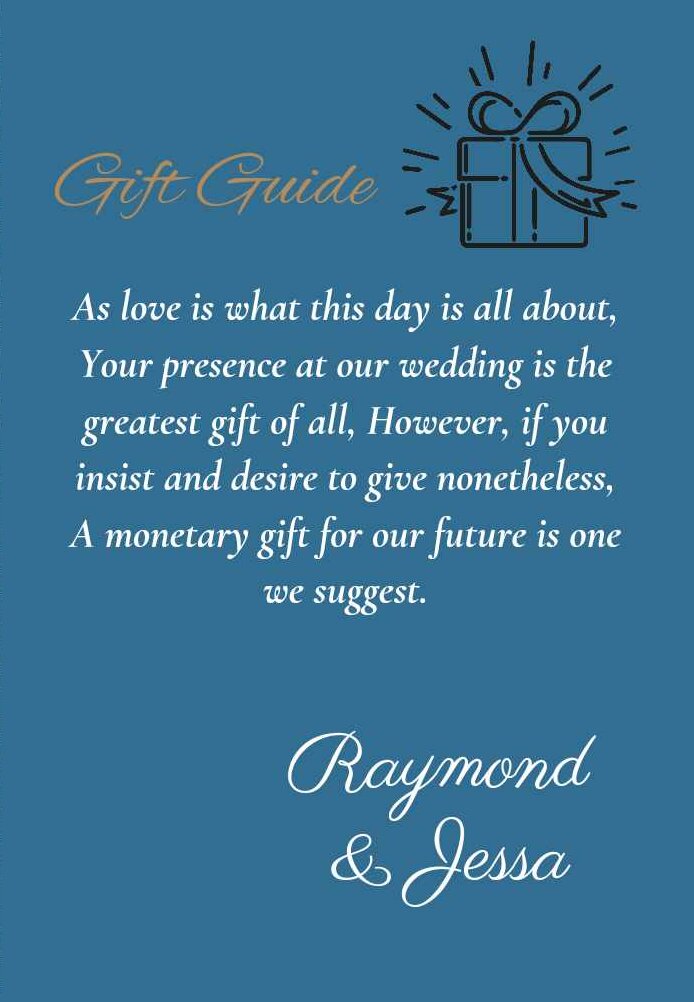 Gift Guide
As love is what this day is all about,
Your presence at our wedding is the
greatest gift of all, However, if you
insist and desire to give nonetheless,
A monetary gift for our future is one
we suggest.
Raymond
& Jessa